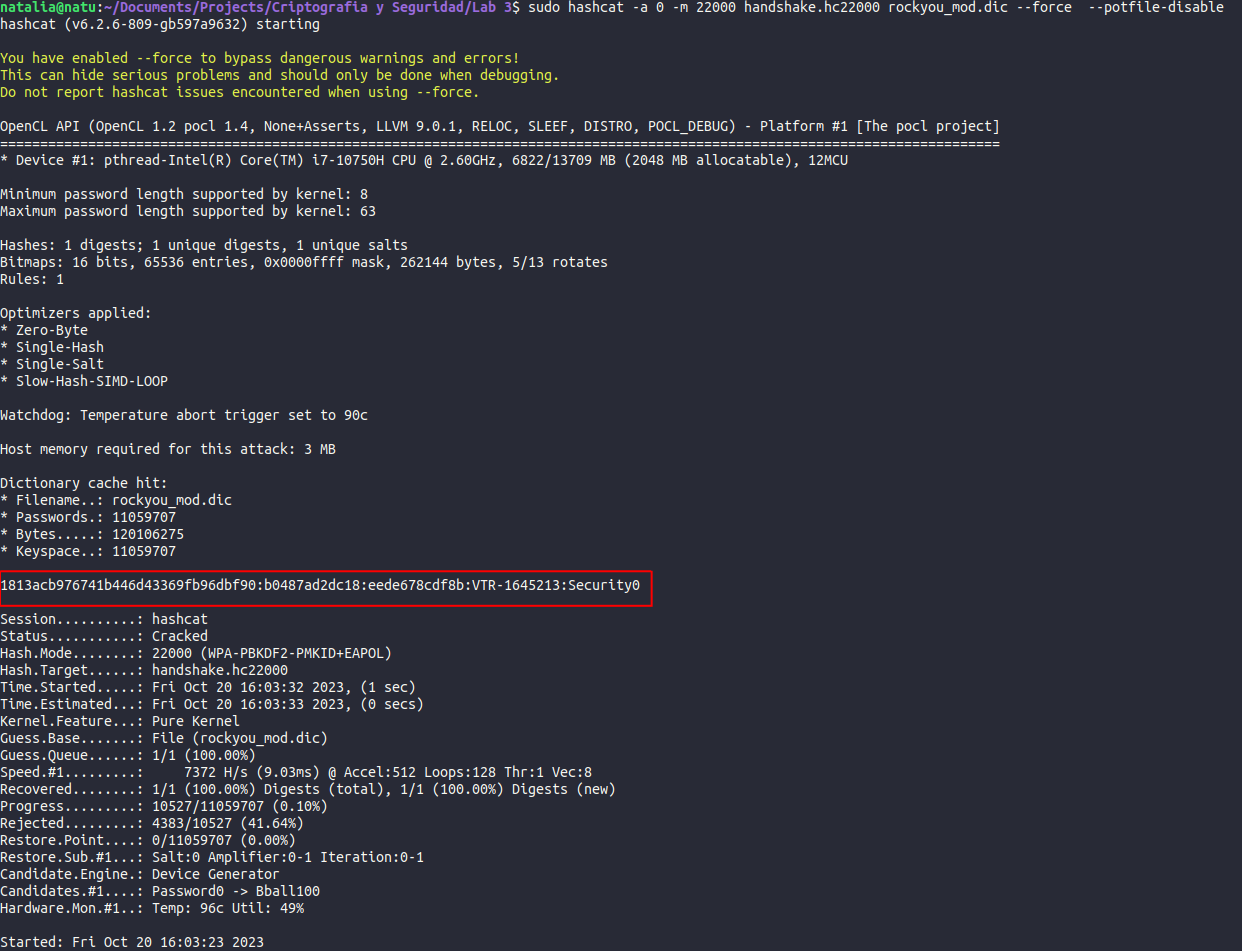 natalia@natu:~/Documents/Projects/Criptografia y Seguridad/Lab 3$ sudo hashcat -a 0 -m 22000 handshake.hc22000 rockyou_mod.dic --force  --potfile-disable
hashcat (v6.2.6-809-gb597a9632) starting

You have enabled --force to bypass dangerous warnings and errors!
This can hide serious problems and should only be done when debugging.
Do not report hashcat issues encountered when using --force.

OpenCL API (OpenCL 1.2 pocl 1.4, None+Asserts, LLVM 9.0.1, RELOC, SLEEF, DISTRO, POCL_DEBUG) - Platform #1 [The pocl project]
=============================================================================================================================
* Device #1: pthread-Intel(R) Core(TM) i7-10750H CPU @ 2.60GHz, 6822/13709 MB (2048 MB allocatable), 12MCU

Minimum password length supported by kernel: 8
Maximum password length supported by kernel: 63

Hashes: 1 digests; 1 unique digests, 1 unique salts
Bitmaps: 16 bits, 65536 entries, 0x0000ffff mask, 262144 bytes, 5/13 rotates
Rules: 1

Optimizers applied:
* Zero-Byte
* Single-Hash
* Single-Salt
* Slow-Hash-SIMD-LOOP

Watchdog: Temperature abort trigger set to 90c

Host memory required for this attack: 3 MB

Dictionary cache hit:
* Filename..: rockyou_mod.dic
* Passwords.: 11059707
* Bytes.....: 120106275
* Keyspace..: 11059707

1813acb976741b446d43369fb96dbf90:b0487ad2dc18:eede678cdf8b:VTR-1645213:Security0

Session..........: hashcat
Status...........: Cracked
Hash.Mode........: 22000 (WPA-PBKDF2-PMKID+EAPOL)
Hash.Target......: handshake.hc22000
Time.Started.....: Fri Oct 20 16:03:32 2023, (1 sec)
Time.Estimated...: Fri Oct 20 16:03:33 2023, (0 secs)
Kernel.Feature...: Pure Kernel
Guess.Base.......: File (rockyou_mod.dic)
Guess.Queue......: 1/1 (100.00%)
Speed.#1.........:     7372 H/s (9.03ms) @ Accel:512 Loops:128 Thr:1 Vec:8
Recovered........: 1/1 (100.00%) Digests (total), 1/1 (100.00%) Digests (new)
Progress.........: 10527/11059707 (0.10%)
Rejected.........: 4383/10527 (41.64%)
Restore.Point....: 0/11059707 (0.00%)
Restore.Sub.#1...: Salt:0 Amplifier:0-1 Iteration:0-1
Candidate.Engine.: Device Generator
Candidates.#1....: Password0 -> Bball100
Hardware.Mon.#1..: Temp: 96c Util: 49%

Started: Fri Oct 20 16:03:23 2023